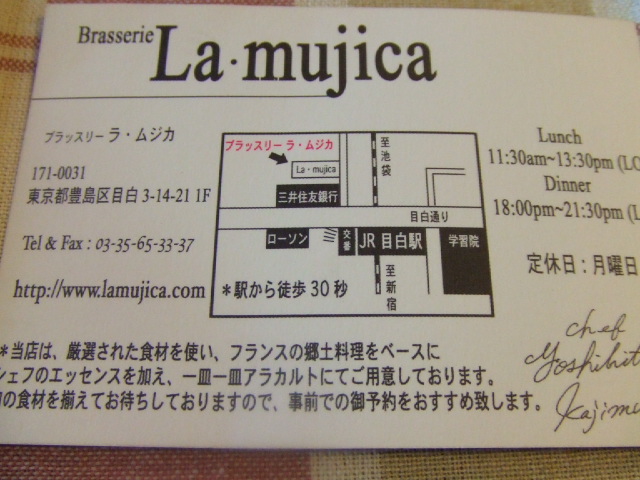 Brasserie
La·mujica
ブラッスリー ラ・ムジカ
171-0031
東京都豊島区目白 3-14-21 1F
Tel & Fax : 03-35-65-33-37
http://www.lamujica.com
ブラッスリー ラ・ムジカ
La・mujica
至池袋
三井住友銀行
目白通り
ローソン
交番
JR 目白駅
学習院
至新宿
*駅から徒歩 30 秒
Lunch
11:30am~13:30pm (LO
Dinner
18:00pm~21:30pm (L
定休日:月曜日
*当店は、厳選された食材を使い、フランスの郷土料理をベースに
シェフのエッセンスを加え、一皿一皿アラカルトにてご用意しております。
の食材を揃えてお待ちしておりますので、事前での御予約をおすすめ致します。
chef
Yoshihit
Kajimu